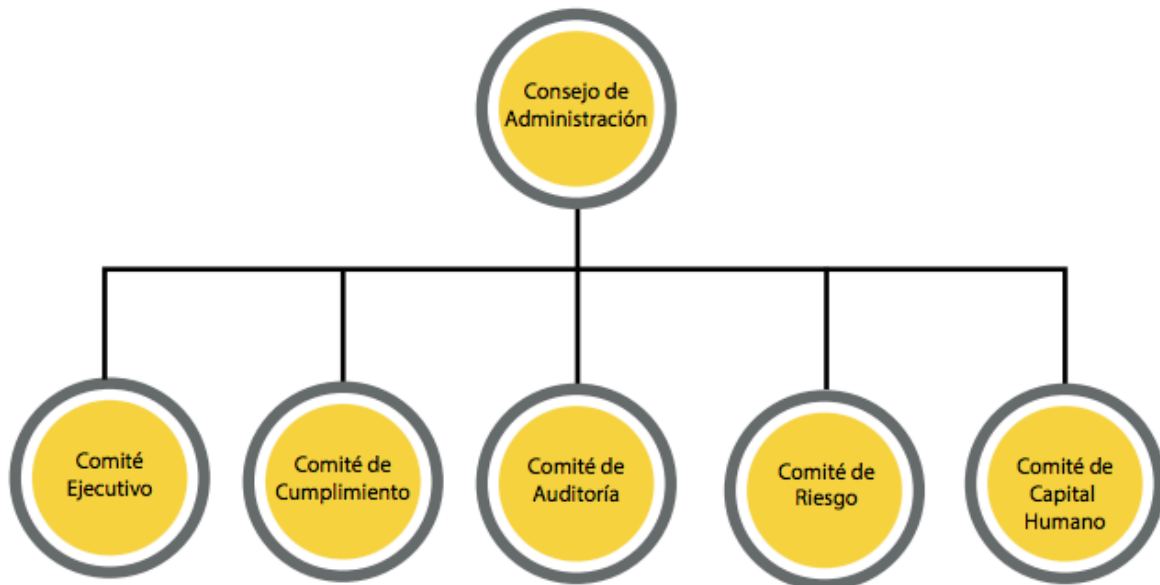 Consejo de
Administración
Comité
Ejecutivo
Comité de
Cumplimiento
Comité de
Auditoría
Comité de
Riesgo
Comité de
Capital
Humano